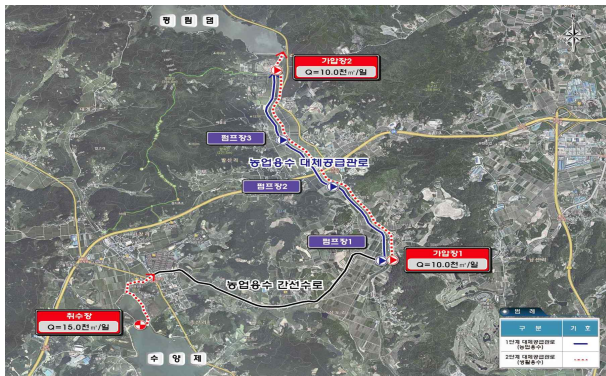 평림댐
가압장2
Q=10.0천㎥/일
펌프장3
농업용수 대체공급관로
펌프장2
펌프장1
가압장1
Q=10.0천㎥/일
농업용수 간선수로
취수장
Q=15.0천㎥/일
수양제
범례
구 분 기 호
1단계 대체공급관로
(농업용수)
2단계 대체공급관로
(생활용수)